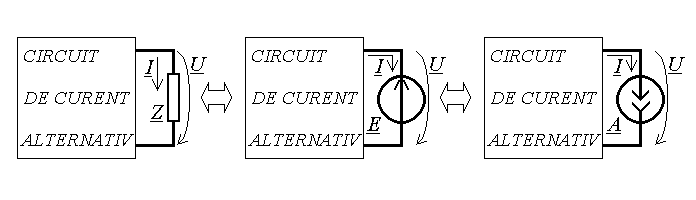 CIRCUIT
DE CURENT
ALTERNATIV
I
U
Z
CIRCUIT
DE CURENT
ALTERNATIV
I
U
E
CIRCUIT
DE CURENT
ALTERNATIV
I
U
A